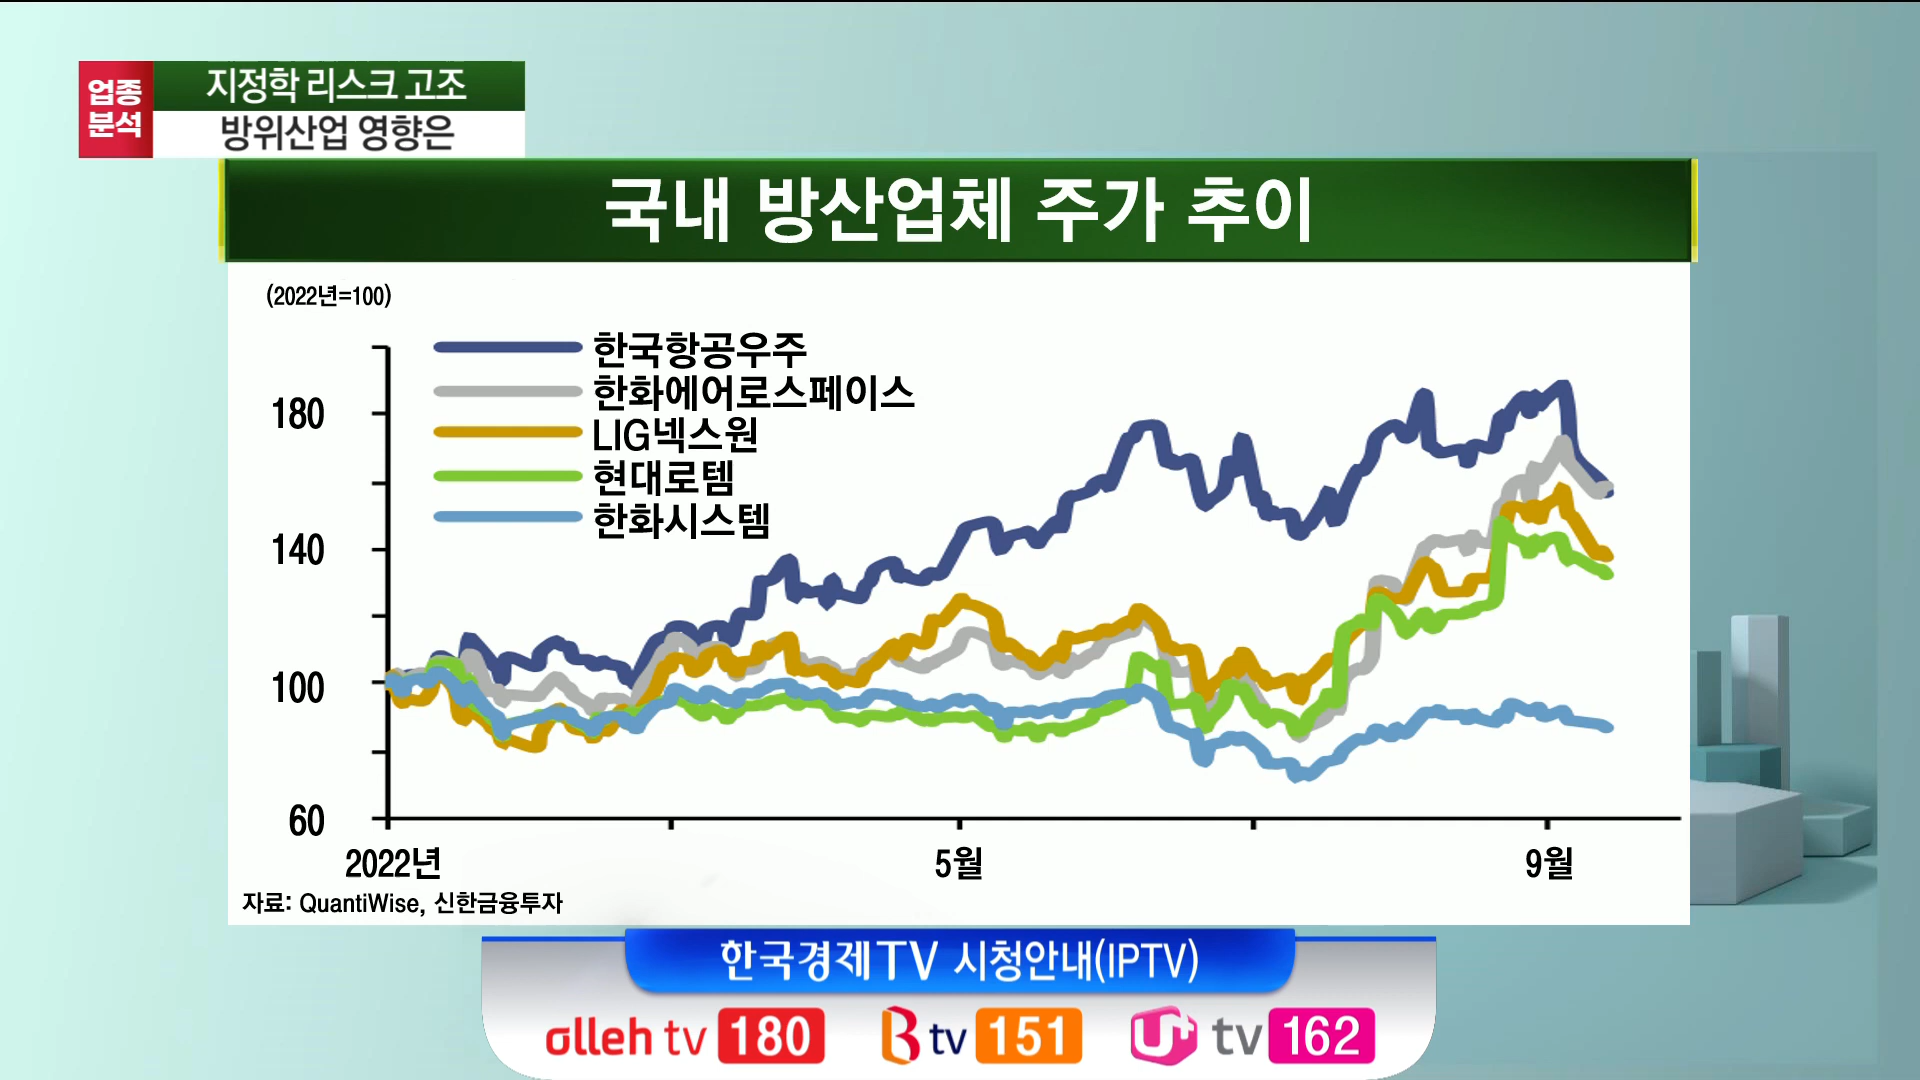 업종
분석
지정학 리스크 고조
방위산업 영향은
국내 방산업체 주가 추이
(2022년=100)
한국항공우주
한화에어로스페이스
LIG넥스원
현대로템
한화시스템
180
140
100
60
2022년
5월
9월
자료: QuantiWise, 신한금융투자
한국경제TV 시청안내(IPTV)
olleh tv 180
B tv 151
U+ tv 162